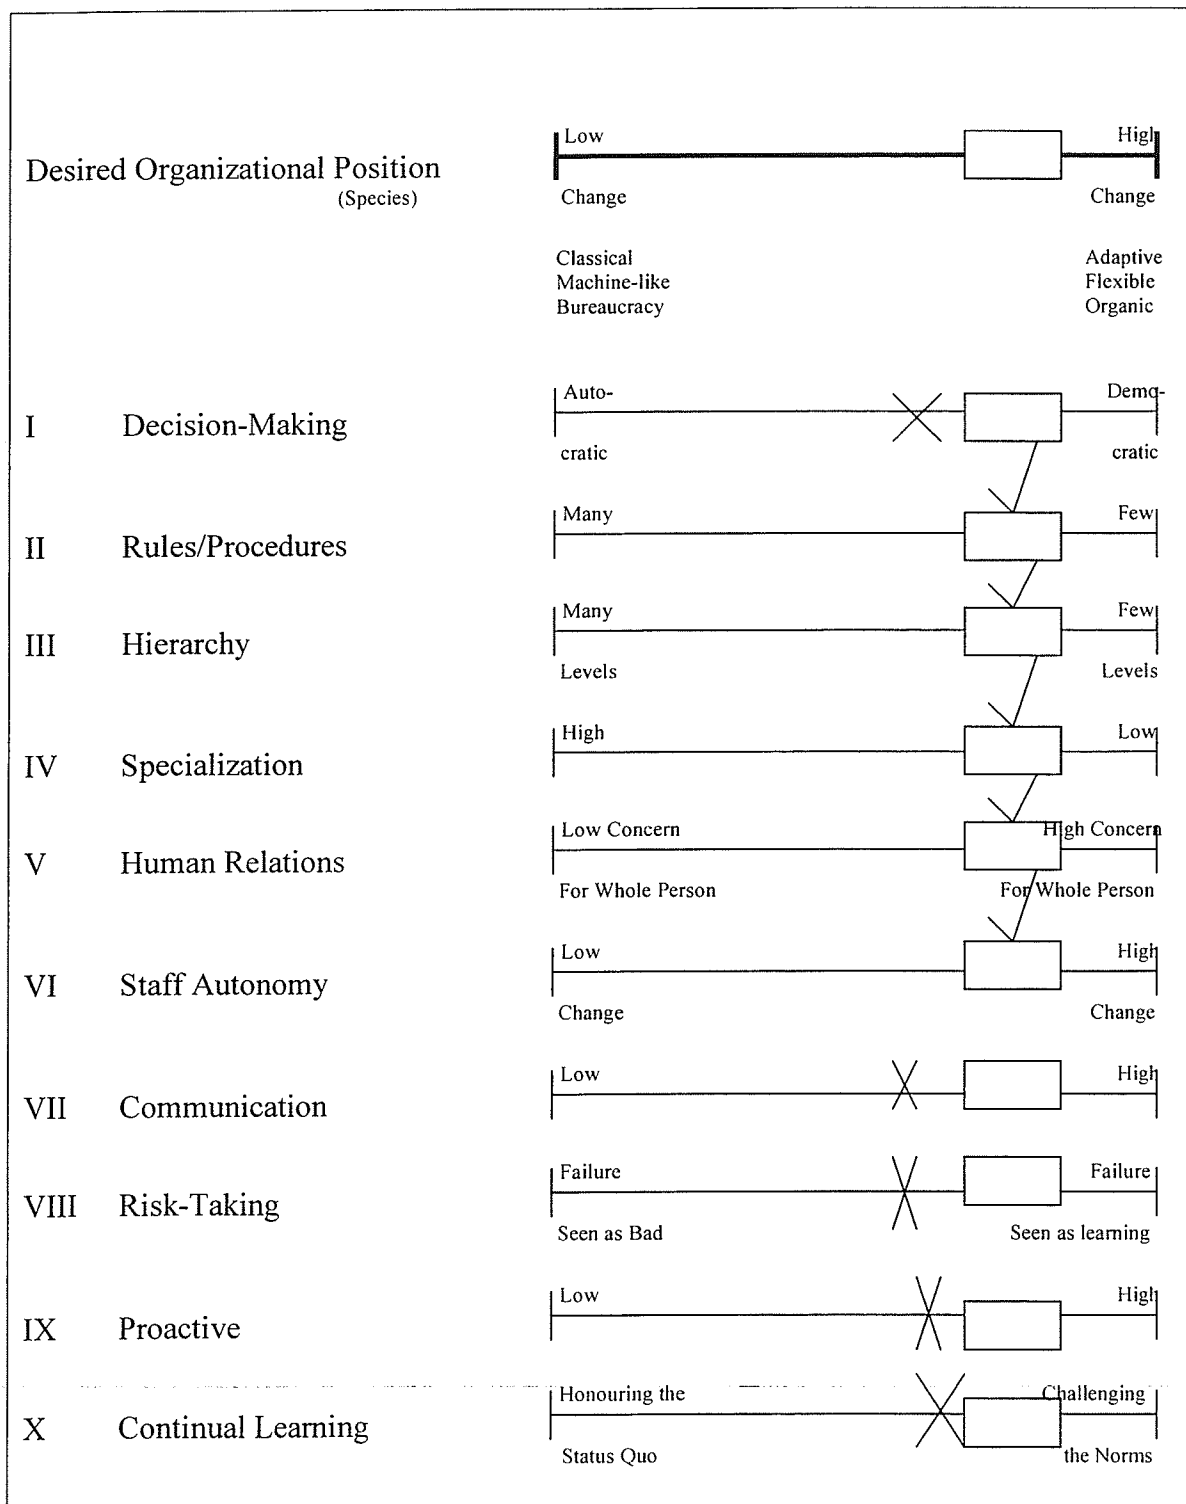 Low High
Desired Organizational Position
(Species)
Change Change
Classical Adaptive
Machine-like Flexible
Bureaucracy Organic
Auto- Demo-
I Decision-Making
cratic cratic
Many Few
II Rules/Procedures
Many Few
III Hierarchy
Levels Levels
High Low
IV Specialization
Low Concern High Concern
V Human Relations
For Whole Person For Whole Person
Low High
VI Staff Autonomy
Change Change
Low High
VII Communication
Failure Failure
VIII Risk-Taking
Seen as Bad Seen as learning
Low High
IX Proactive
Honouring the Challenging
X Continual Learning
Status Quo the Norms